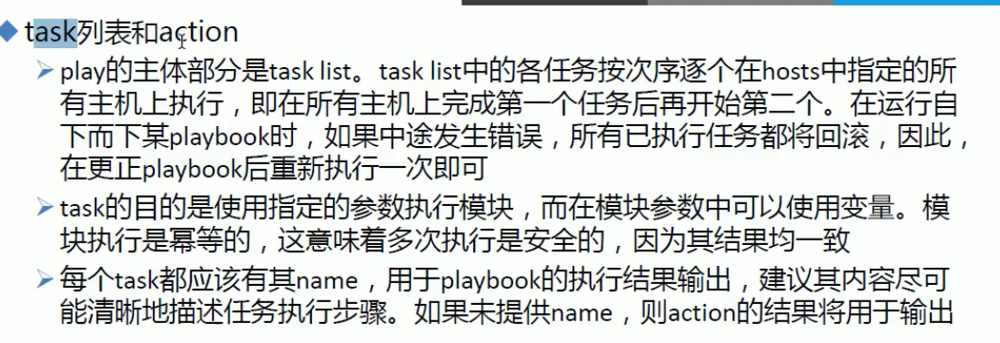 task列表和action
play的主体部分是task list。task list中的各任务按次序逐个在hosts中指定的所
有主机上执行，即在所有主机上完成第一个任务后再开始第二个。在运行自
下而下某playbook时，如果中途发生错误，所有已执行任务都将回滚，因此，
在更正playbook后重新执行一次即可
task的目的是使用指定的参数执行模块，而在模块参数中可以使用变量。模
块执行是幂等的，这意味着多次执行是安全的，因为其结果均一致
每个task都应该有其name，用于playbook的执行结果输出，建议其内容尽可
能清晰地描述任务执行步骤。如果未提供name，则action的结果将用于输出